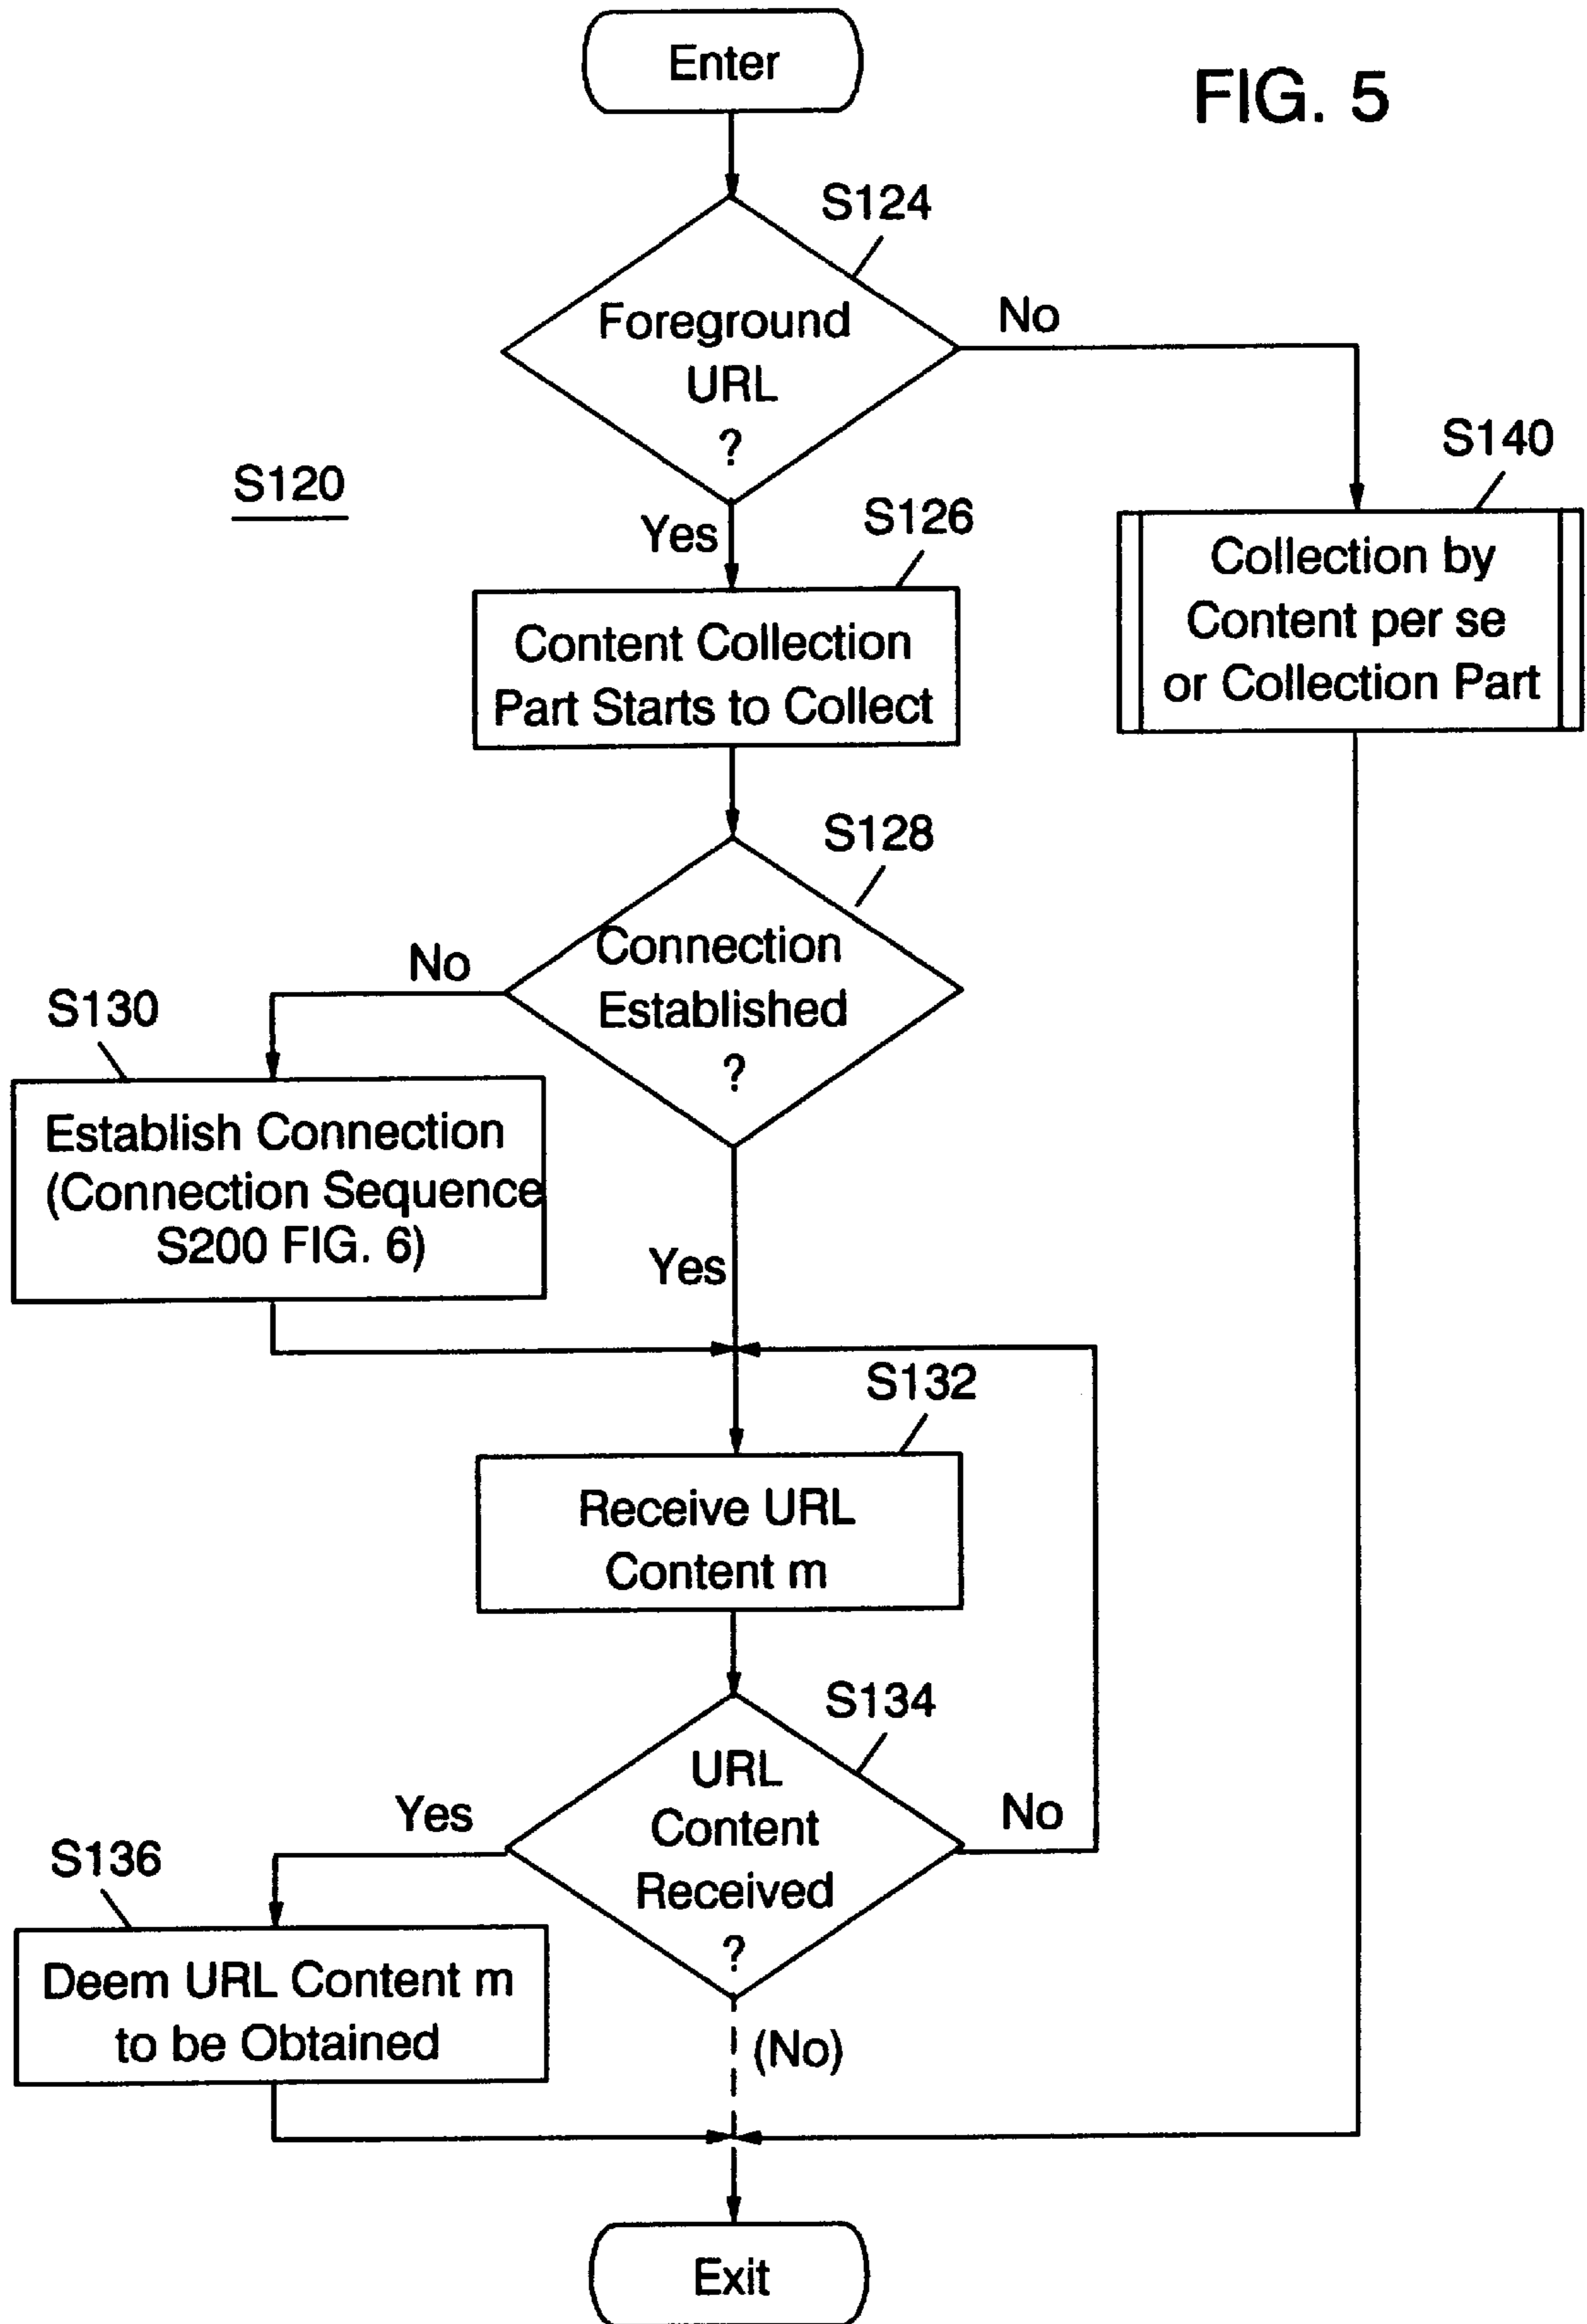 Enter
FIG. 5
S124
Foreground
URL
?
No
Yes
S120
S126
Content Collection
Part Starts to Collect
S140
Collection by
Content per se
or Collection Part
S128
Connection
Established
?
No
Yes
S130
Establish Connection
(Connection Sequence
S200 FIG. 6)
S132
Receive URL
Content m
S134
URL
Content
Received
?
Yes
No
(No)
S136
Deem URL Content m
to be Obtained
Exit